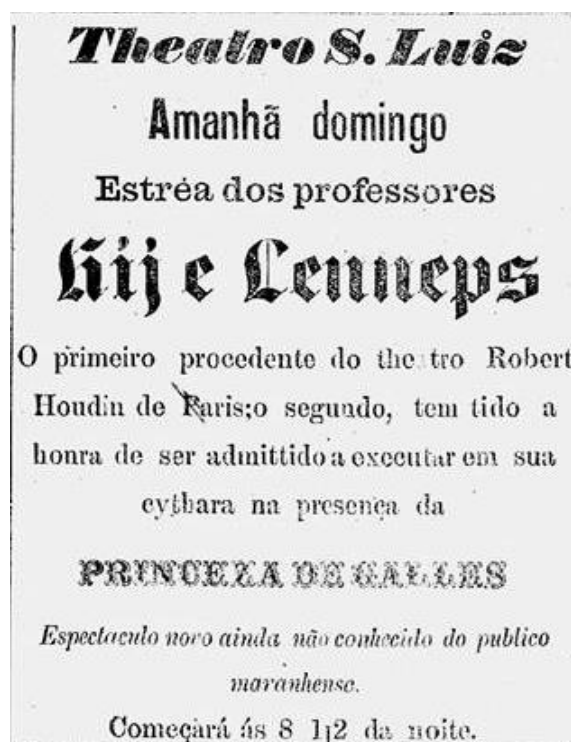 Theatro S. Luiz
Amanhã domingo
Estréa dos professores
Kij e Lenneps
O primeiro procedente do the tro Robert
Houdin de Paris;o segundo, tem tido a
honra de ser admittido a executar em sua
cythara na presença da
PRINCEZA DE GALLES
Espectaculo novo ainda não conhecido do publico
maranhense.
Começará ás 8 1|2 da noite.